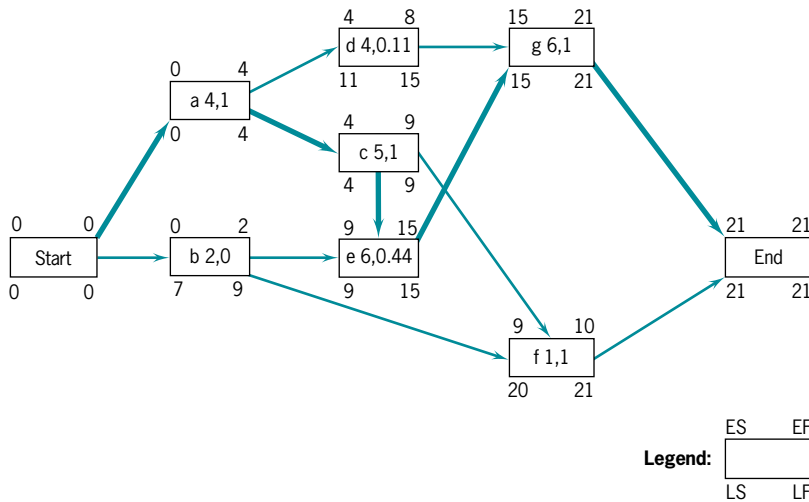 4 8
d 4,0.11
11 15
15 21
g 6,1
15 21
0 4
a 4,1
0 4
4 9
c 5,1
4 9
0 0
Start
0 0
0 2
b 2,0
7 9
9 15
e 6,0.44
9 15
21 21
End
21 21
9 10
f 1,1
20 21
Legend:
ES EF
LS LF